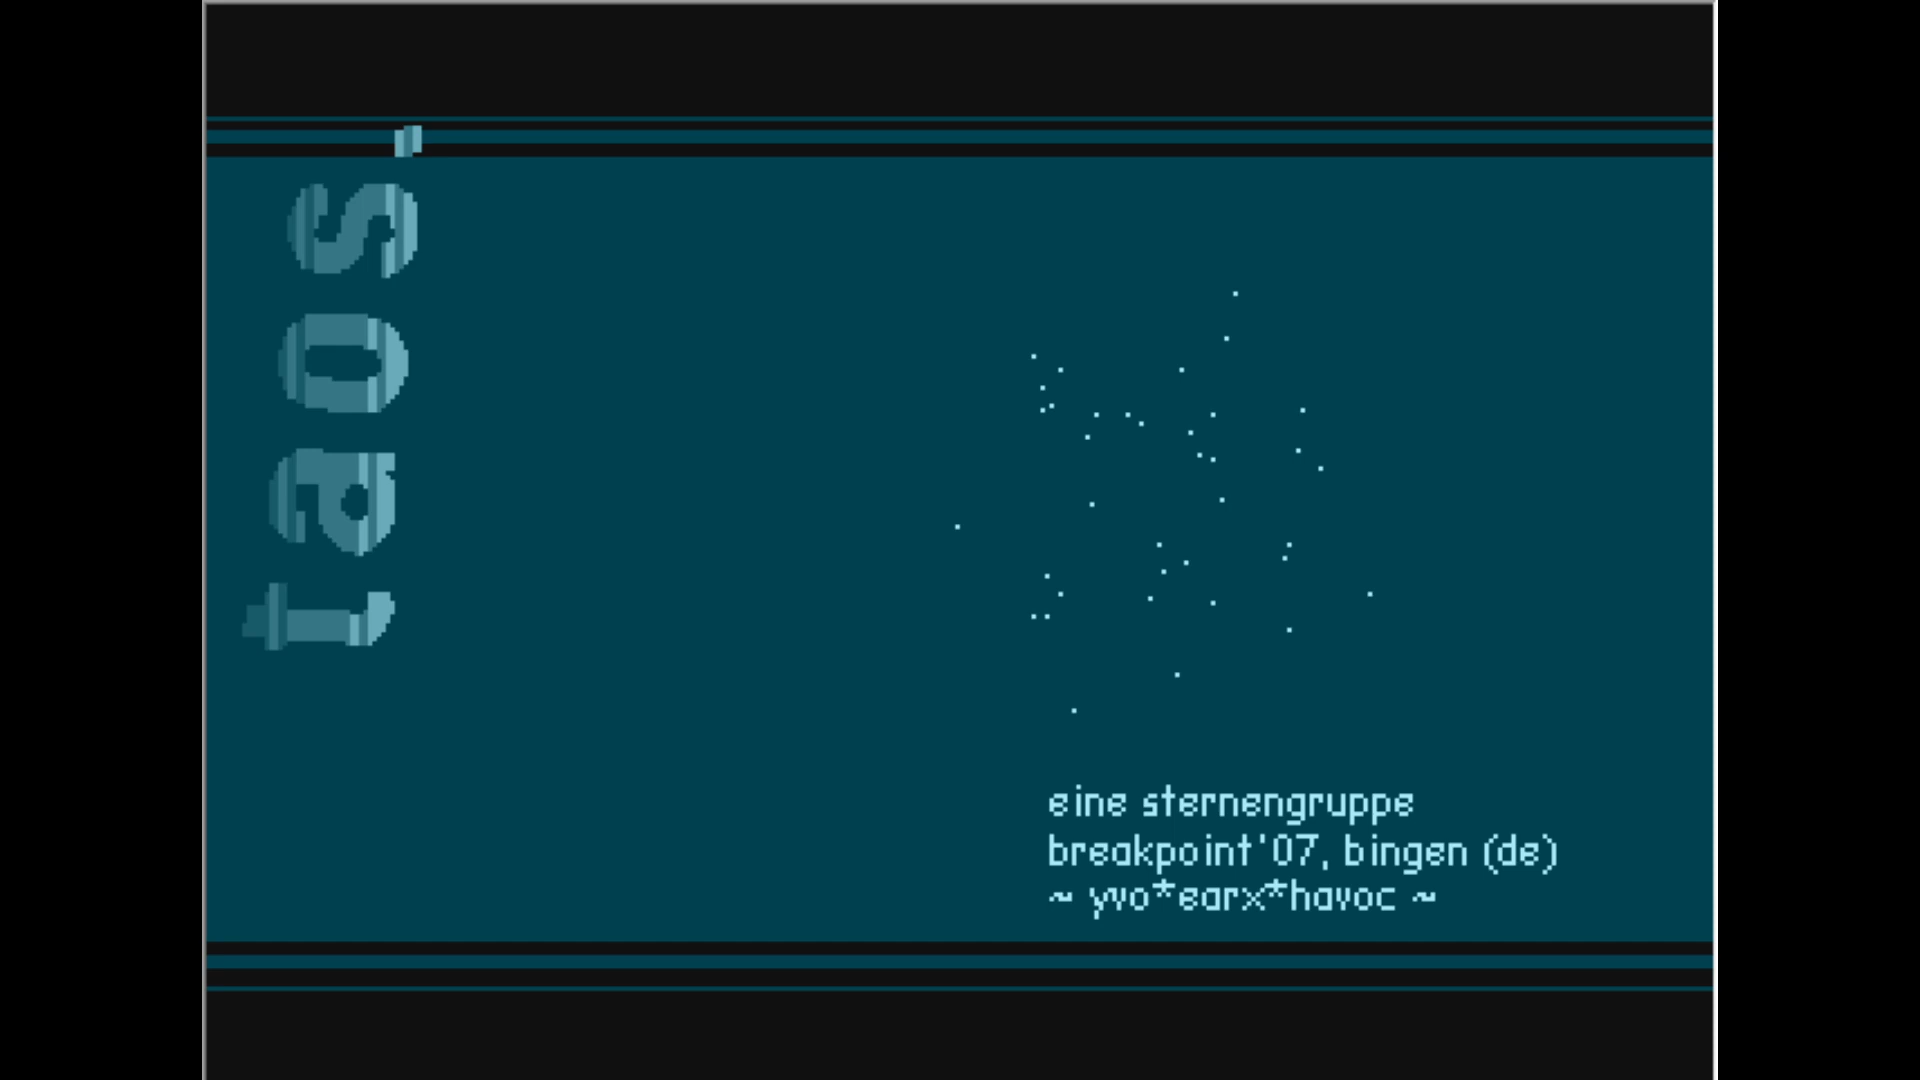 taos'
eine sternengruppe
breakpoint'07, bingen (de)
~ yvo*earx*havoc ~